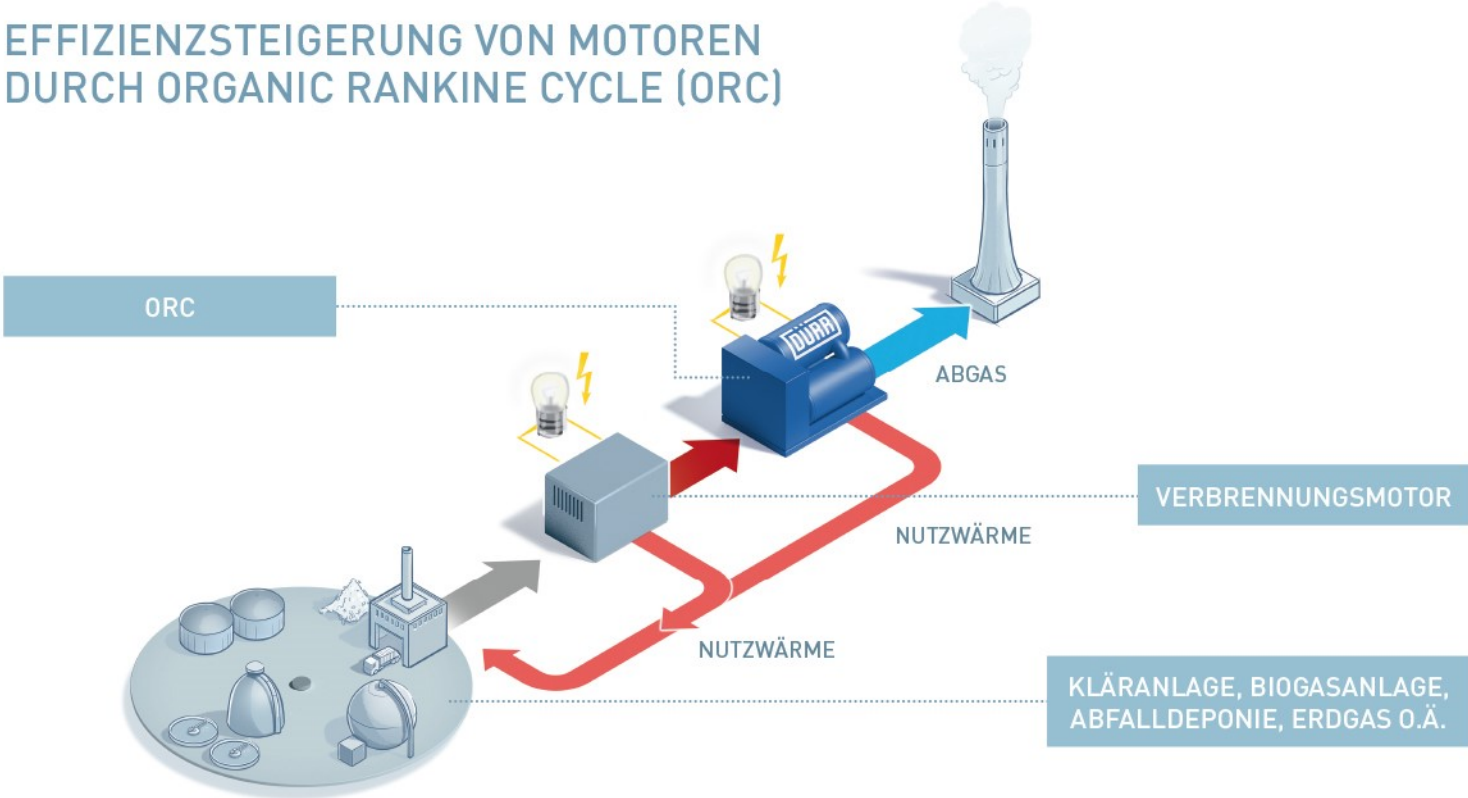 EFFIZIENZSTEIGERUNG VON MOTOREN
DURCH ORGANIC RANKINE CYCLE (ORC)
ORC
DÜRR
ABGAS
VERBRENNUNGSMOTOR
NUTZWÄRME
NUTZWÄRME
KLÄRANLAGE, BIOGASANLAGE,
ABFALLDEPONIE, ERDGAS O.Ä.